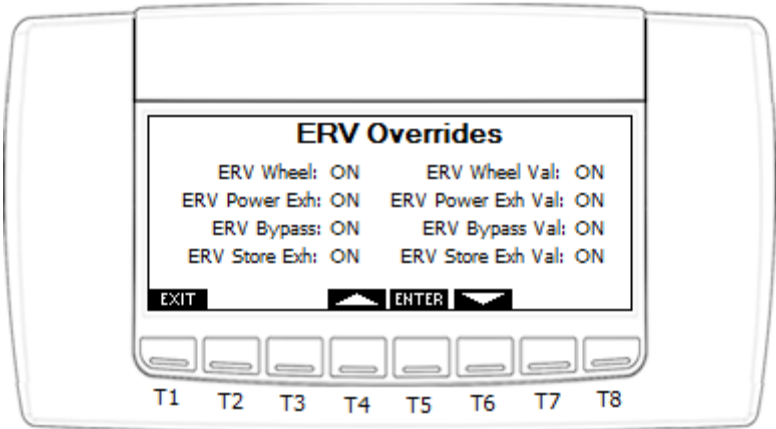 ERV Overrides
ERV Wheel: ON ERV Wheel Val: ON
ERV Power Exh: ON ERV Power Exh Val: ON
ERV Bypass: ON ERV Bypass Val: ON
ERV Store Exh: ON ERV Store Exh Val: ON
EXIT ENTER
T1 T2 T3 T4 T5 T6 T7 T8